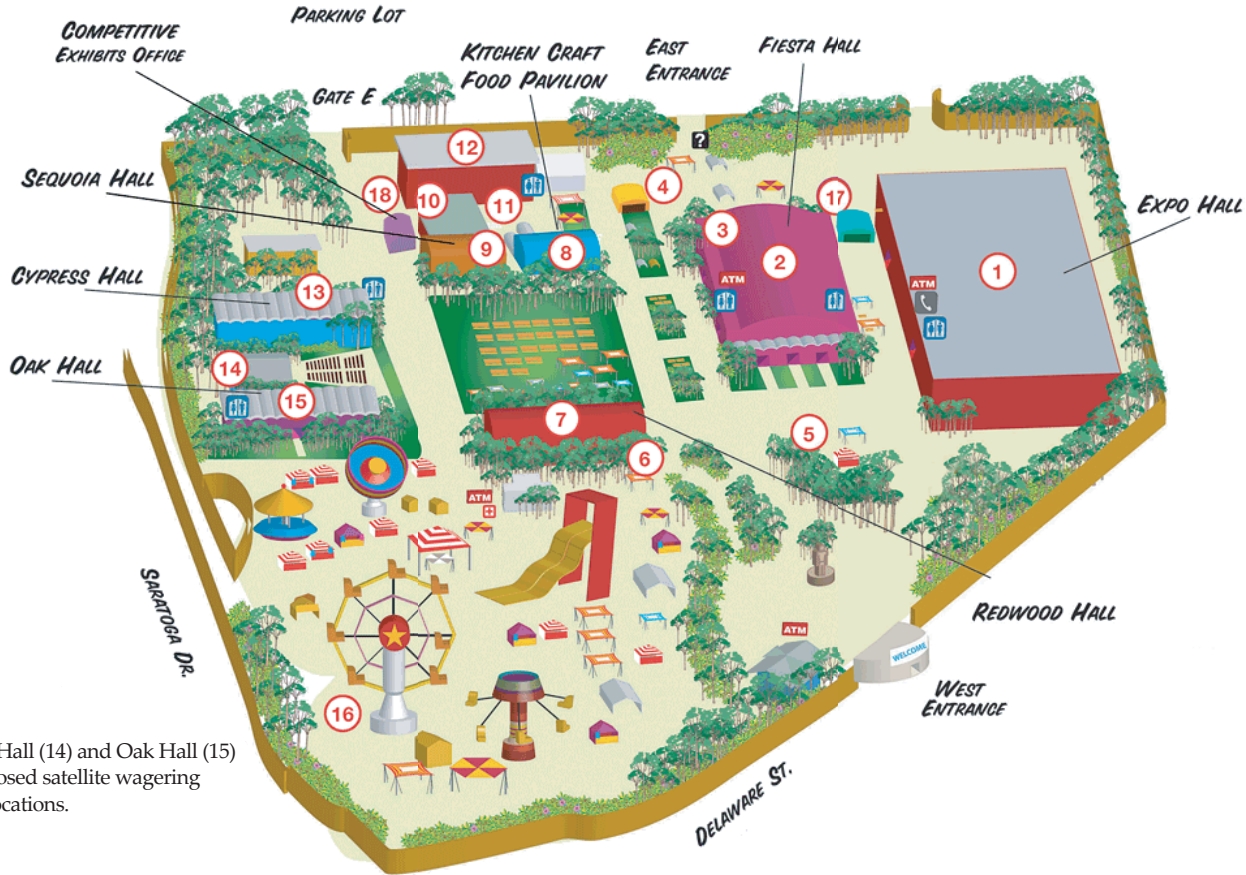 PARKING LOT
COMPETITIVE
EXHIBITS OFFICE
KITCHEN CRAFT
FOOD PAVILION
EAST
ENTRANCE
FIESTA HALL
GATE E
?
12
18
10
11
4
17
SEQUOIA HALL
EXPO HALL
3
9
8
2
1
ATM
ATM
CYPRESS HALL
13
OAK HALL
14
15
7
5
6
ATM
SARATOGA DR.
REDWOOD HALL
ATM
WELCOME
WEST
ENTRANCE
16
Hall (14) and Oak Hall (15)
osed satellite wagering
ocations.
DELAWARE ST.